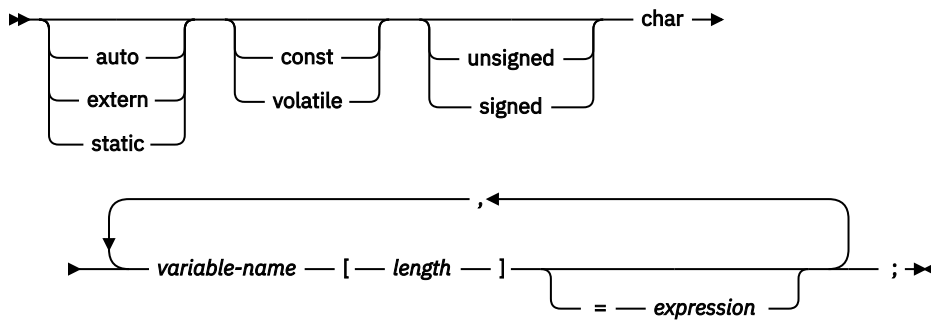 char
auto const unsigned
extern volatile signed
static
,
variable-name [ length ] ;
= expression